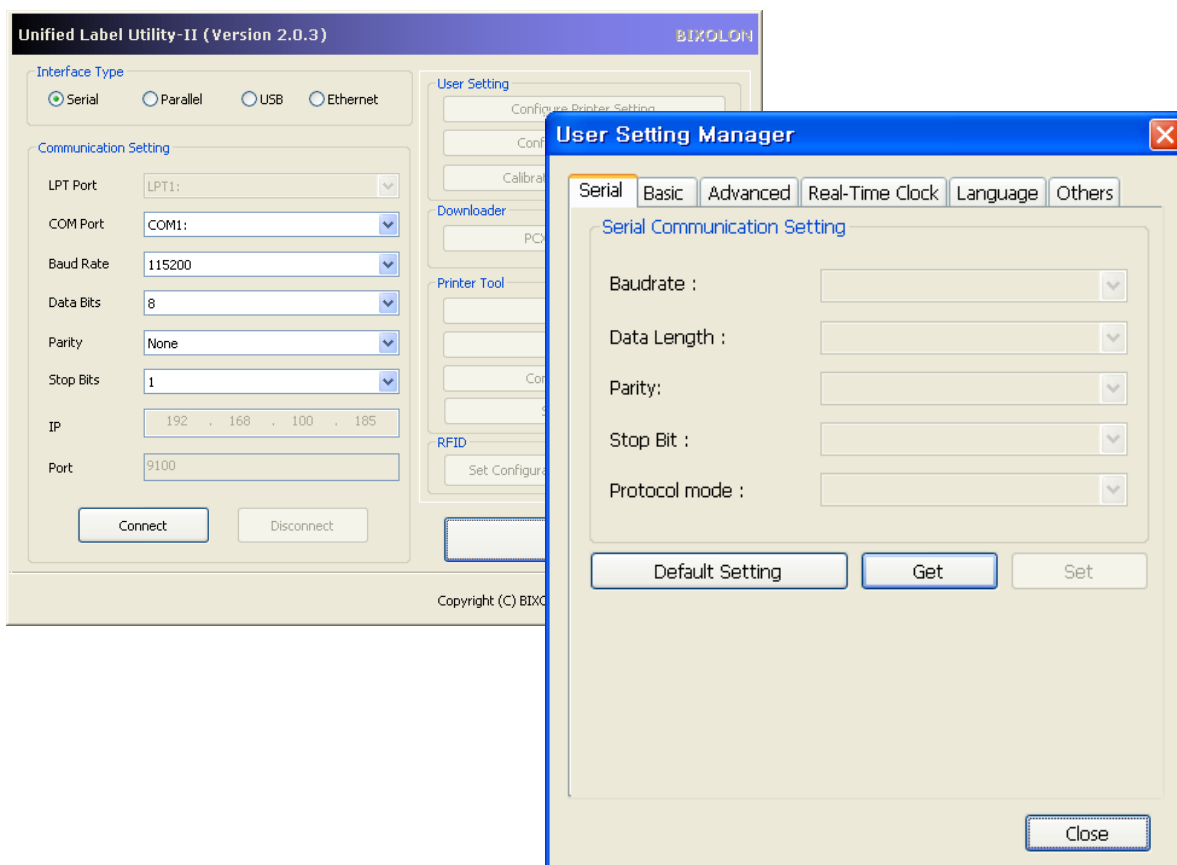 Unified Label Utility-II (Version 2.0.3)
BIXOLON
Interface Type
Serial
Parallel
USB
Ethernet
Communication Setting
LPT Port
LPT1:
COM Port
COM1:
Baud Rate
115200
Data Bits
8
Parity
None
Stop Bits
1
IP
192 . 168 . 100 . 185
Port
9100
Connect
Disconnect
User Setting
Configure Printer Setting
Downloader
Printer Tool
RFID
Copyright (C)
User Setting Manager
Serial
Basic
Advanced
Real-Time Clock
Language
Others
Serial Communication Setting
Baudrate :
Data Length :
Parity:
Stop Bit :
Protocol mode :
Default Setting
Get
Set
Close